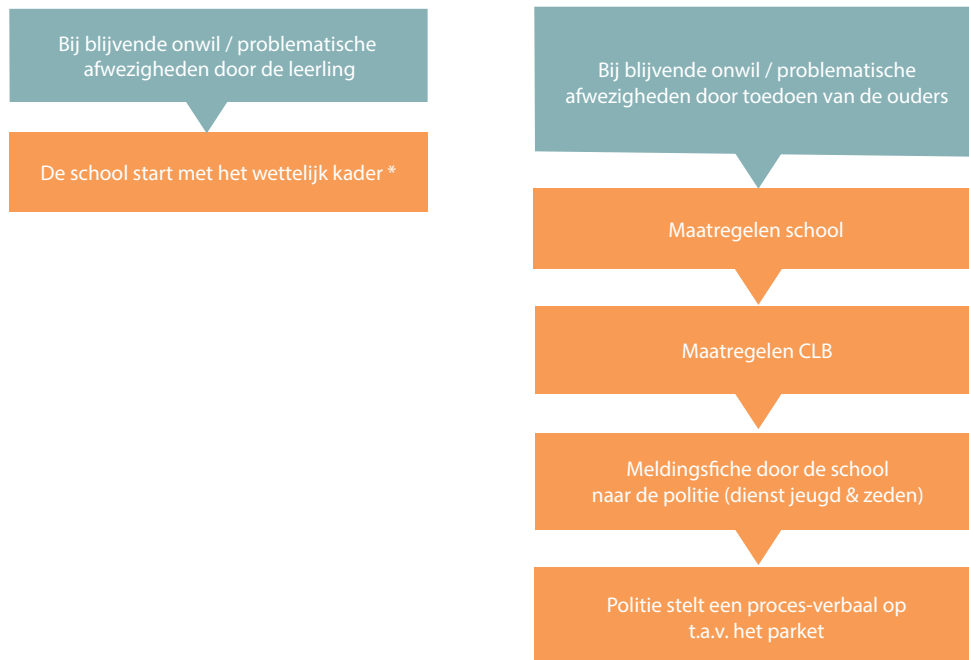 Bij blijvende onwil / problematische
afwezigheden door de leerling
De school start met het wettelijk kader *
Bij blijvende onwil / problematische
afwezigheden door toedoen van de ouders
Maatregelen school
Maatregelen CLB
Meldingsfiche door de school
naar de politie (dienst jeugd & zeden)
Politie stelt een proces-verbaal op
t.a.v. het parket